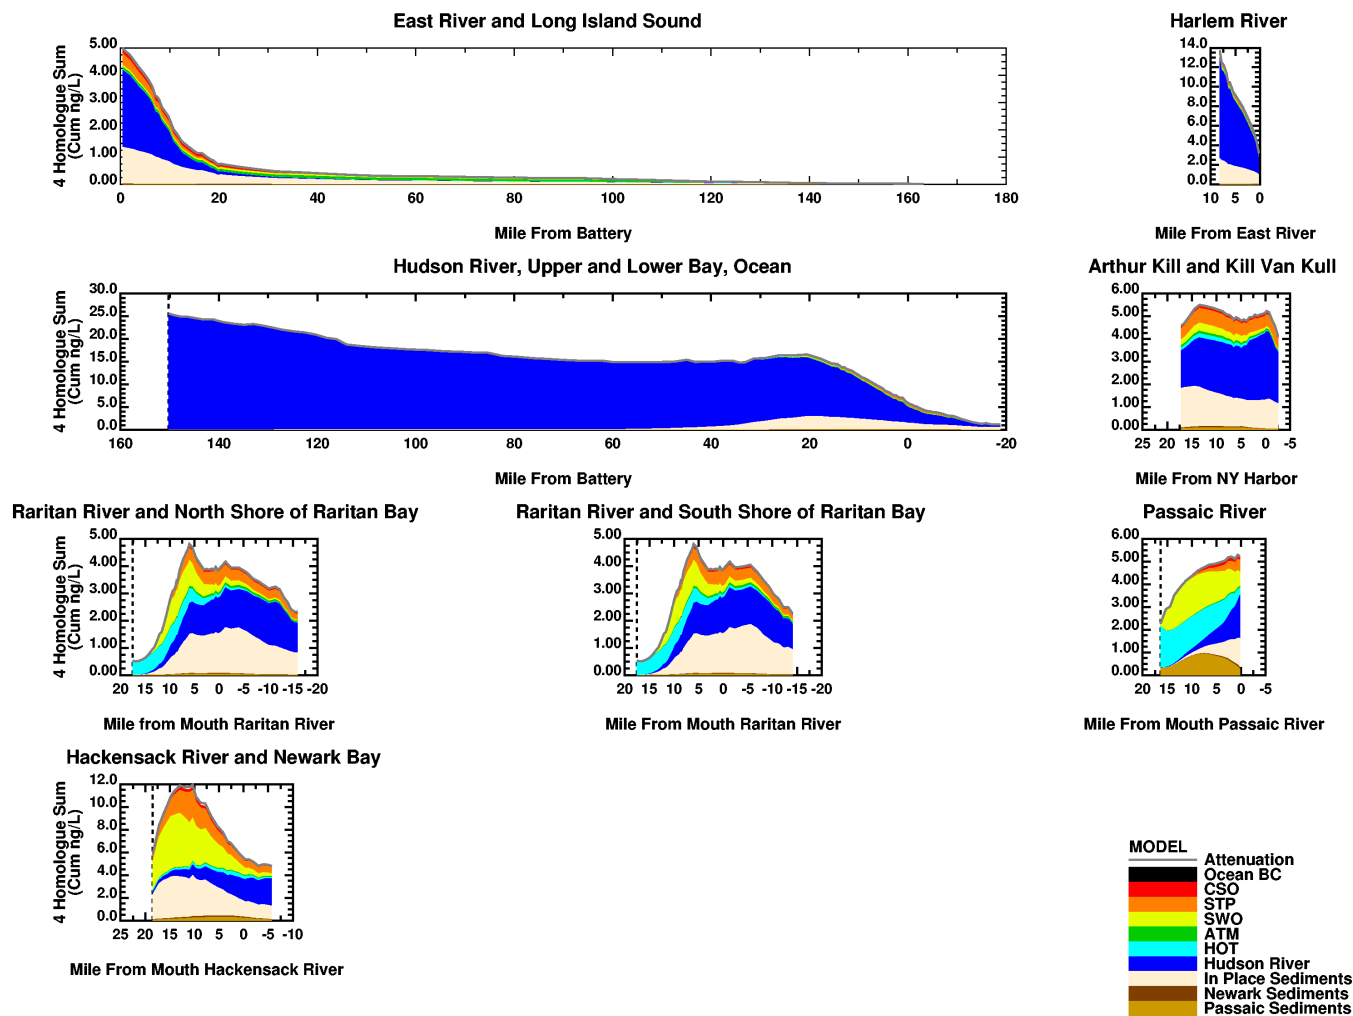 East River and Long Island Sound
4 Homologue Sum
(Cum ng/L)
5.00
4.00
3.00
2.00
1.00
0.00
0 20 40 60 80 100 120 140 160 180
Mile From Battery
Harlem River
14.0
12.0
10.0
8.0
6.0
4.0
2.0
0.0
10 5 0
Mile From East River
Hudson River, Upper and Lower Bay, Ocean
4 Homologue Sum
(Cum ng/L)
30.0
25.0
20.0
15.0
10.0
5.0
0.0
160 140 120 100 80 60 40 20 0 -20
Mile From Battery
Arthur Kill and Kill Van Kull
6.00
5.00
4.00
3.00
2.00
1.00
0.00
25 20 15 10 5 0 -5
Mile From NY Harbor
Raritan River and North Shore of Raritan Bay
4 Homologue Sum
(Cum ng/L)
5.00
4.00
3.00
2.00
1.00
0.00
20 15 10 5 0 -5 -10 -15 -20
Mile from Mouth Raritan River
Raritan River and South Shore of Raritan Bay
5.00
4.00
3.00
2.00
1.00
0.00
20 15 10 5 0 -5 -10 -15 -20
Mile From Mouth Raritan River
Passaic River
6.00
5.00
4.00
3.00
2.00
1.00
0.00
20 15 10 5 0 -5
Mile From Mouth Passaic River
Hackensack River and Newark Bay
4 Homologue Sum
(Cum ng/L)
12.0
10.0
8.0
6.0
4.0
2.0
0.0
25 20 15 10 5 0 -5 -10
Mile From Mouth Hackensack River
MODEL
Attenuation
Ocean BC
CSO
STP
SWO
ATM
HOT
Hudson River
In Place Sediments
Newark Sediments
Passaic Sediments